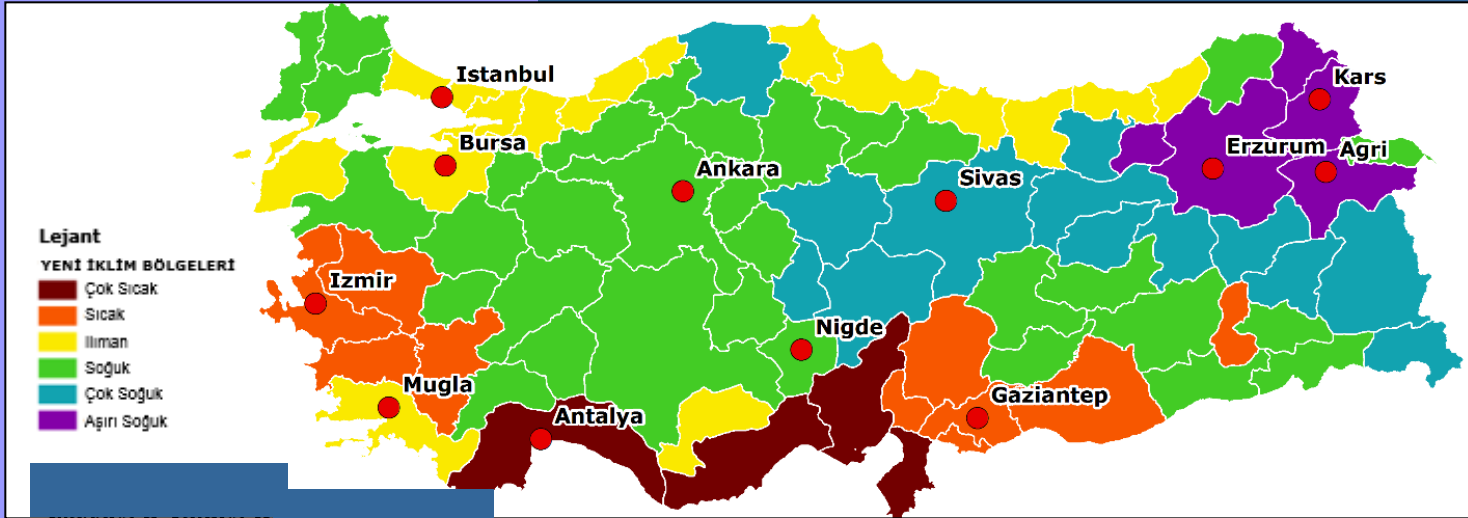 Istanbul
Kars
Bursa
Erzurum
Agri
Ankara
Sivas
Lejant
YENİ İKLİM BÖLGELERİ
Çok Sıcak
Sıcak
Ilıman
Soğuk
Çok Soğuk
Aşırı Soğuk
Izmir
Nigde
Mugla
Gaziantep
Antalya